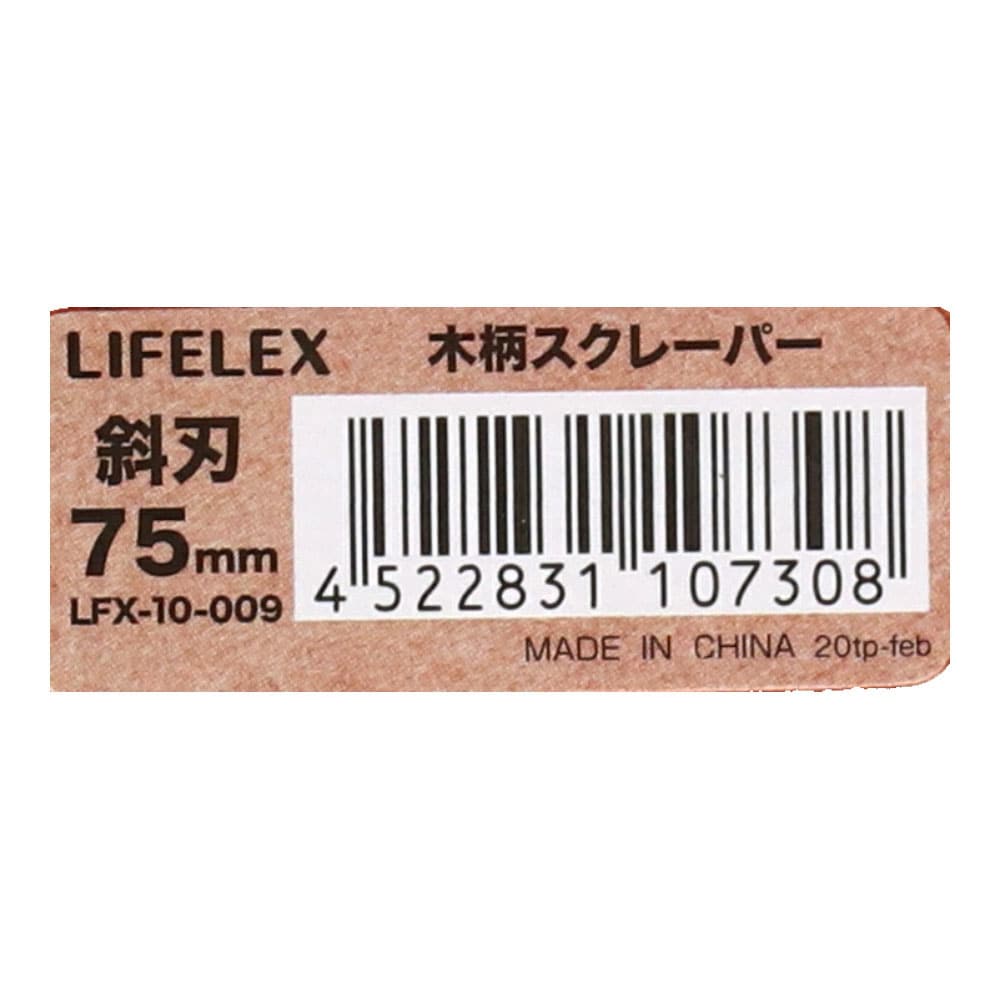 LIFELEX 木柄スクレーパー
斜刃
75mm
LFX-10-009
4 522831 107308
MADE IN CHINA 20tp-feb